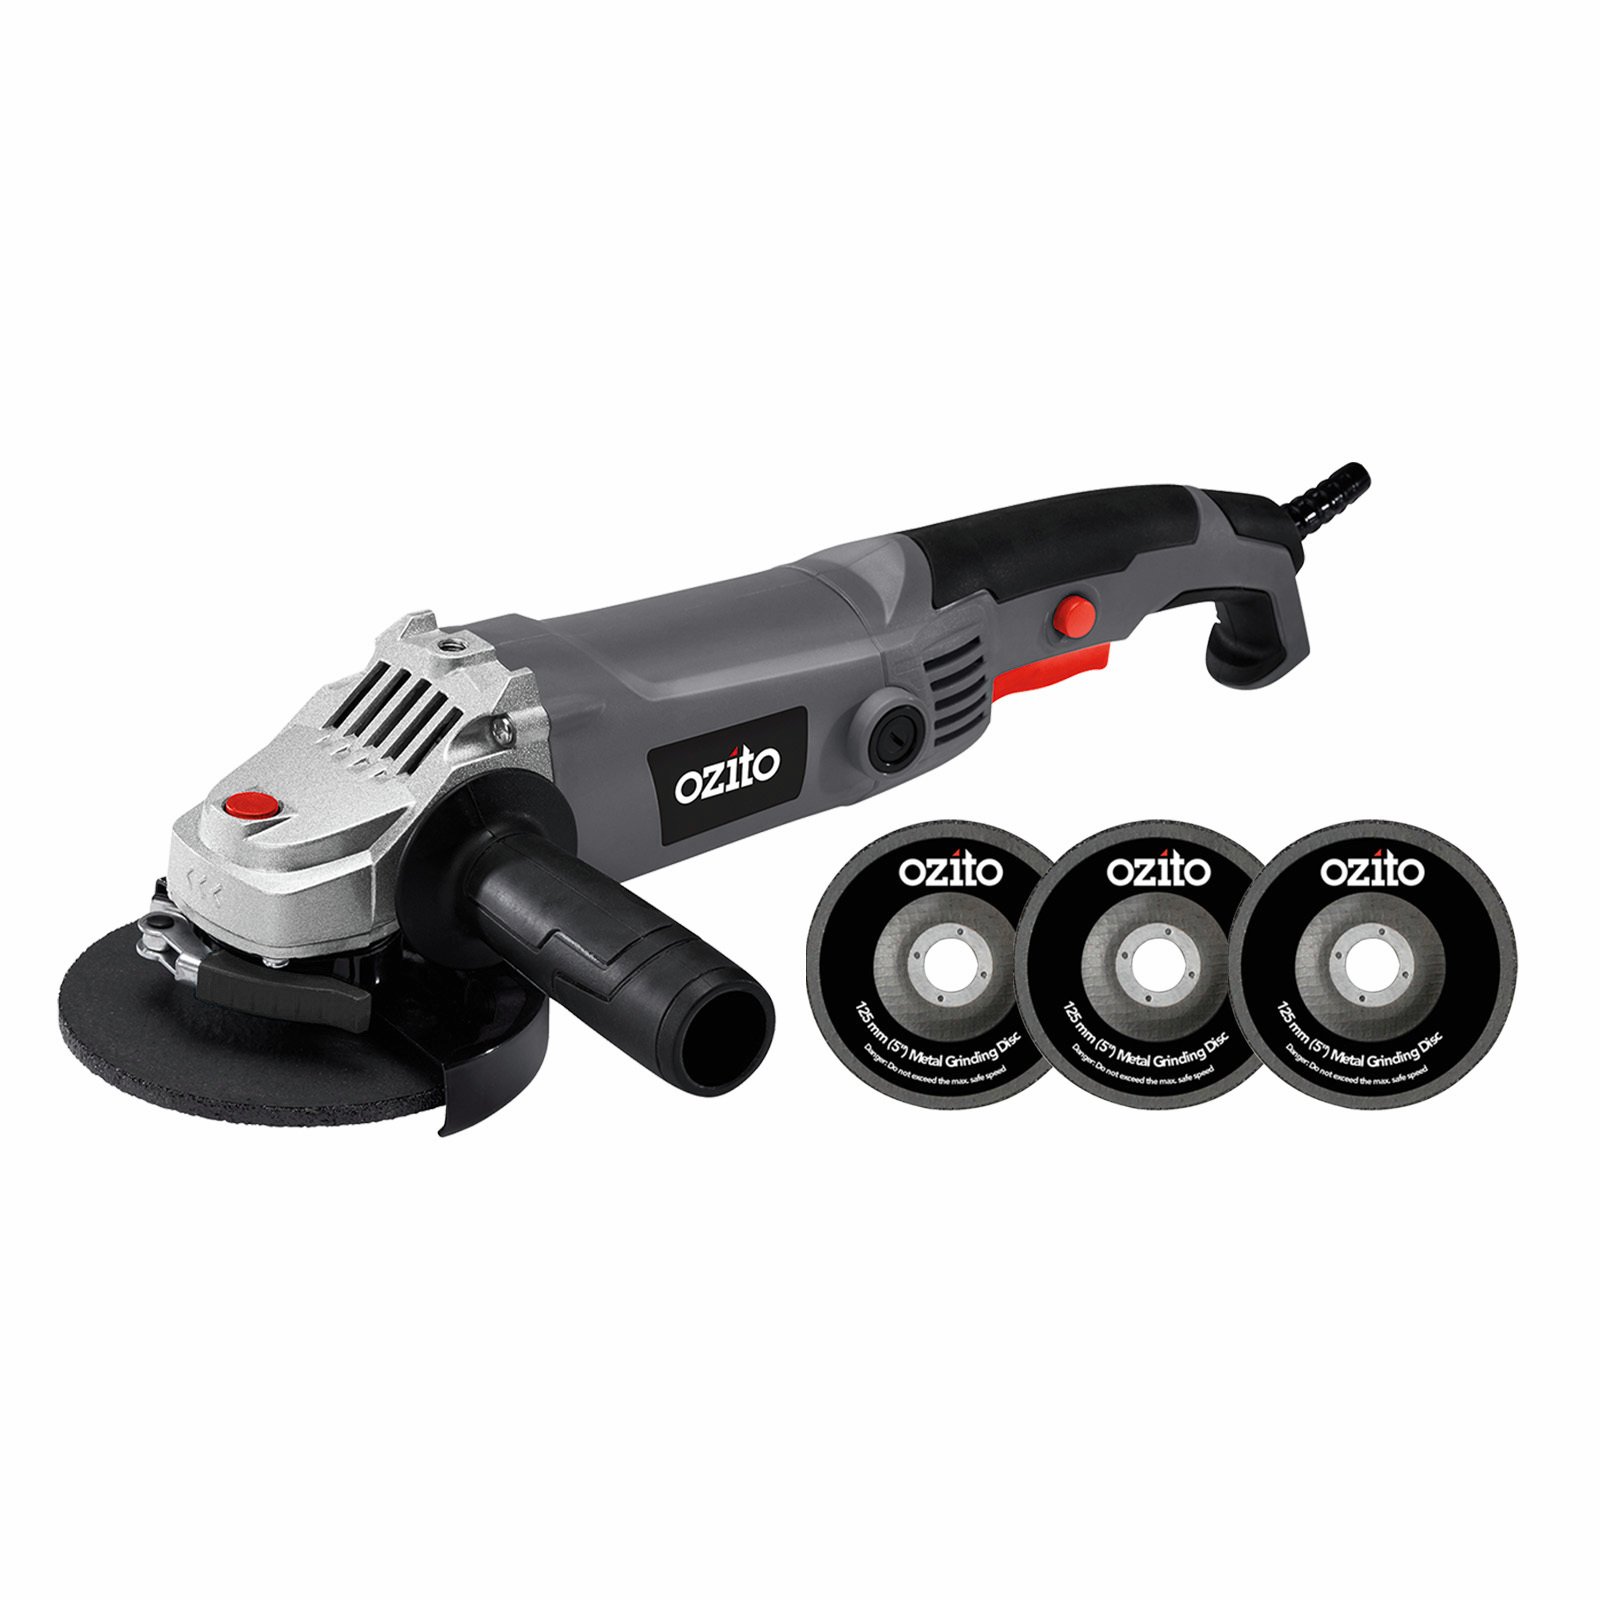 ozito
ozito
125 mm (5") Metal Grinding Disc
Danger: Do not exceed the max. safe speed
ozito
125 mm (5") Metal Grinding Disc
Danger: Do not exceed the max. safe speed
ozito
125 mm (5") Metal Grinding Disc
Danger: Do not exceed the max. safe speed